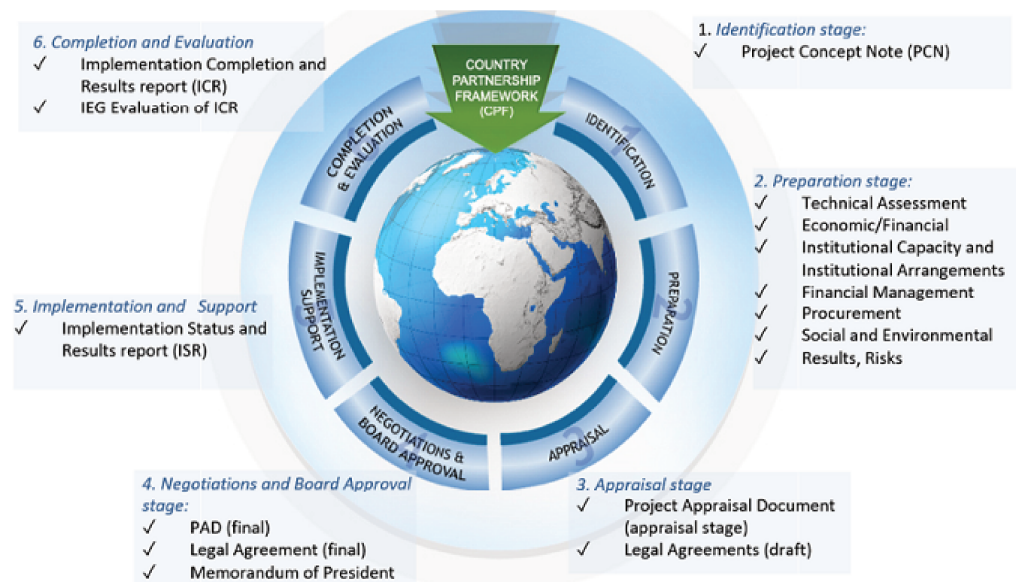 6. Completion and Evaluation
✓ Implementation Completion and
Results report (ICR)
✓ IEG Evaluation of ICR
COUNTRY
PARTNERSHIP
FRAMEWORK
(CPF)
1. Identification stage:
✓ Project Concept Note (PCN)
COMPLETION
& EVALUATION
1
IDENTIFICATION
2. Preparation stage:
✓ Technical Assessment
✓ Economic/Financial
✓ Institutional Capacity and
Institutional Arrangements
✓ Financial Management
✓ Procurement
✓ Social and Environmental
✓ Results, Risks
IMPLEMENTATION
SUPPORT
2
PREPARATION
5. Implementation and Support
✓ Implementation Status and
Results report (ISR)
NEGOTIATIONS &
BOARD APPROVAL
3
APPRAISAL
4. Negotiations and Board Approval
stage:
✓ PAD (final)
✓ Legal Agreement (final)
✓ Memorandum of President
3. Appraisal stage
✓ Project Appraisal Document
(appraisal stage)
✓ Legal Agreements (draft)